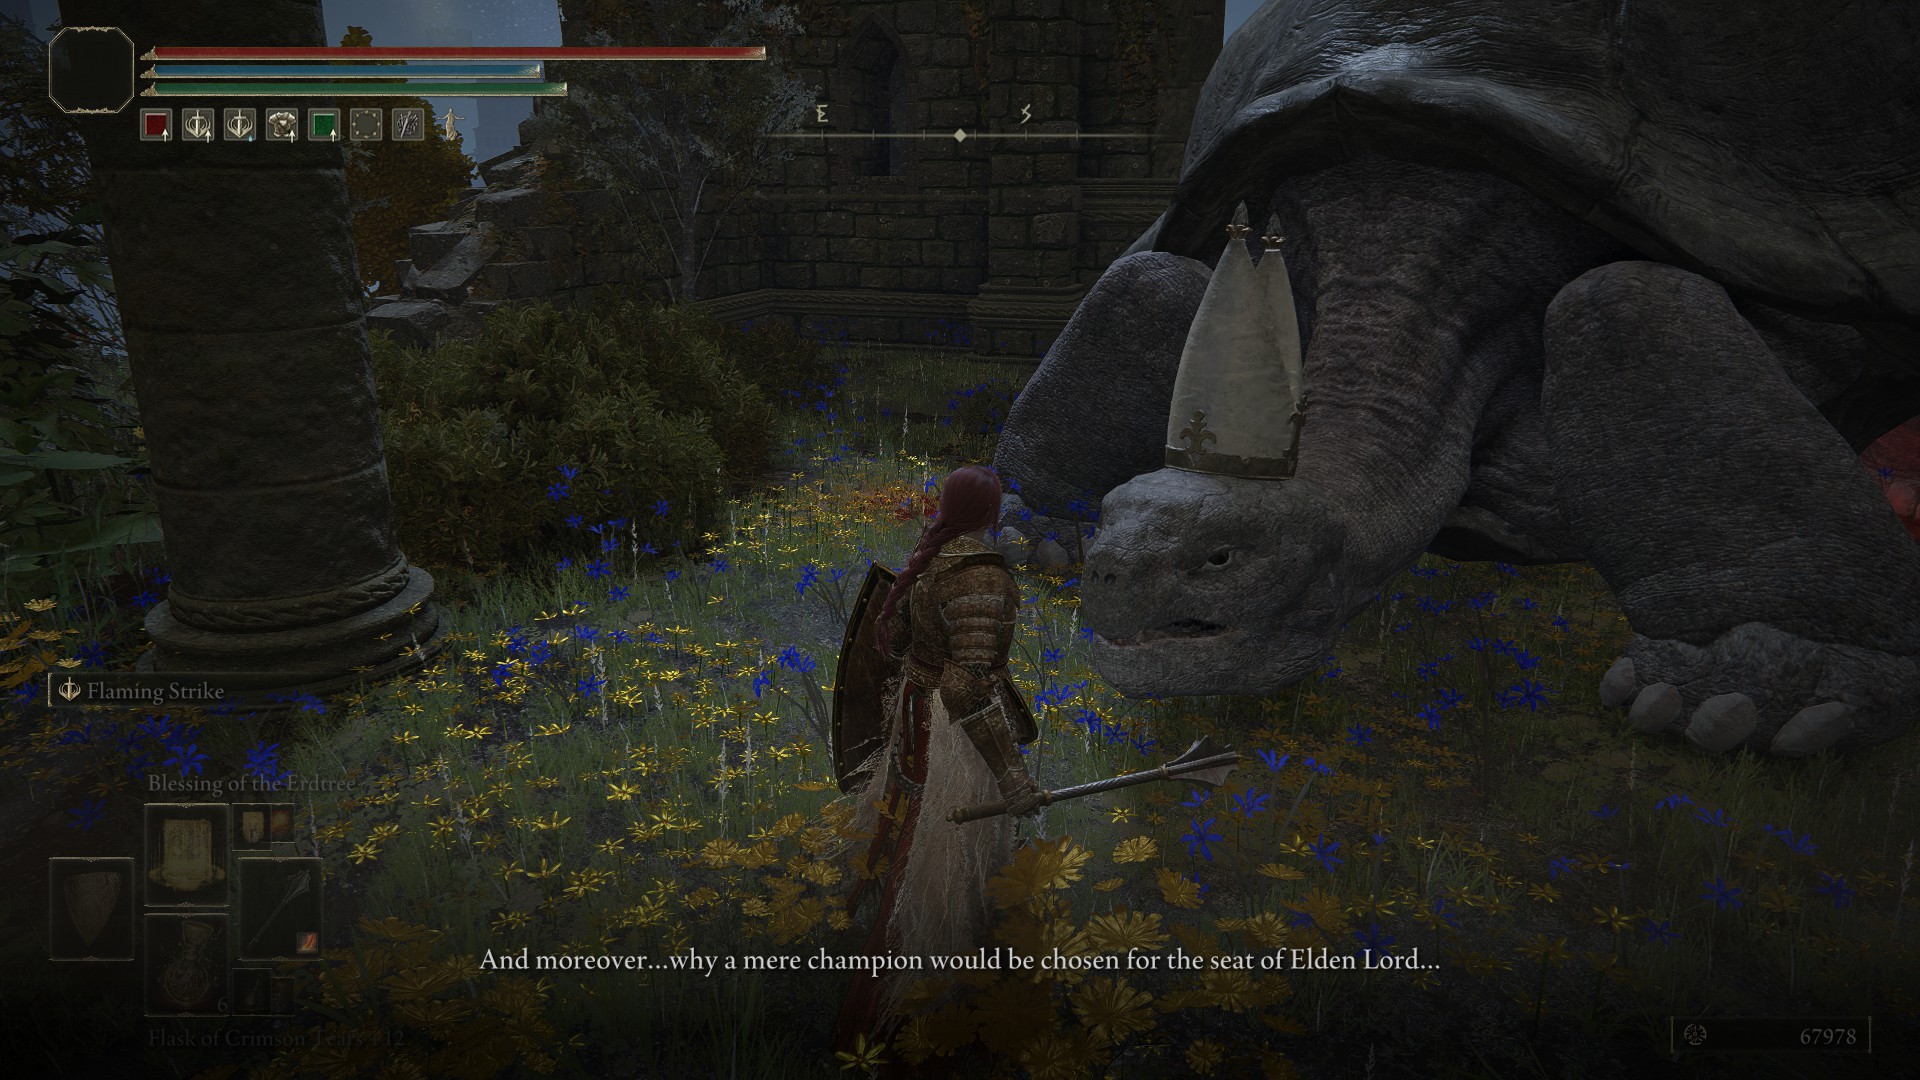 E S
Flaming Strike
Blessing of the Erdtree
6
And moreover...why a mere champion would be chosen for the seat of Elden Lord...
Flask of Crimson Tears +12
67978